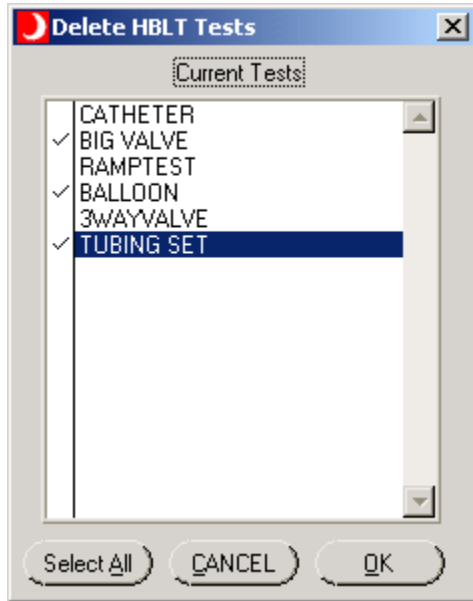 Delete HBLT Tests
Current Tests
CATHETER
BIG VALVE
RAMPTEST
BALLOON
3WAYVALVE
TUBING SET
Select All CANCEL OK